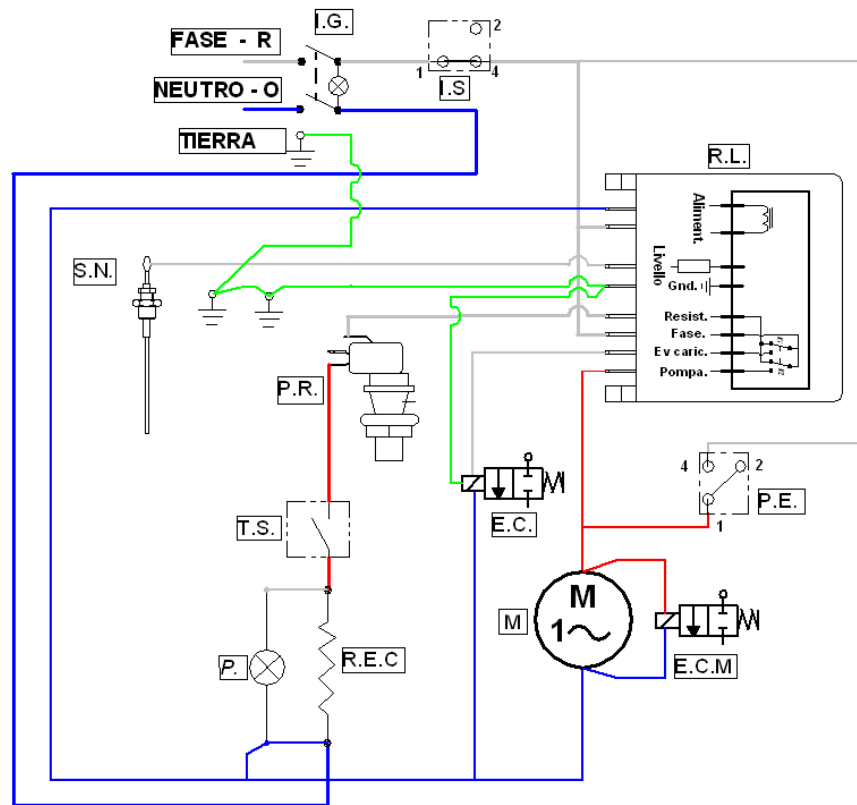 I.G.
FASE - R
NEUTRO - O
TIERRA
2
1
4
I.S
R.L.
Aliment.
Livello
Gnd.
Resist.
Fase.
Ev caric.
Pompa.
S.N.
P.R.
T.S.
E.C.
4
2
1
P.E.
M
M
1
P.
R.E.C
E.C.M